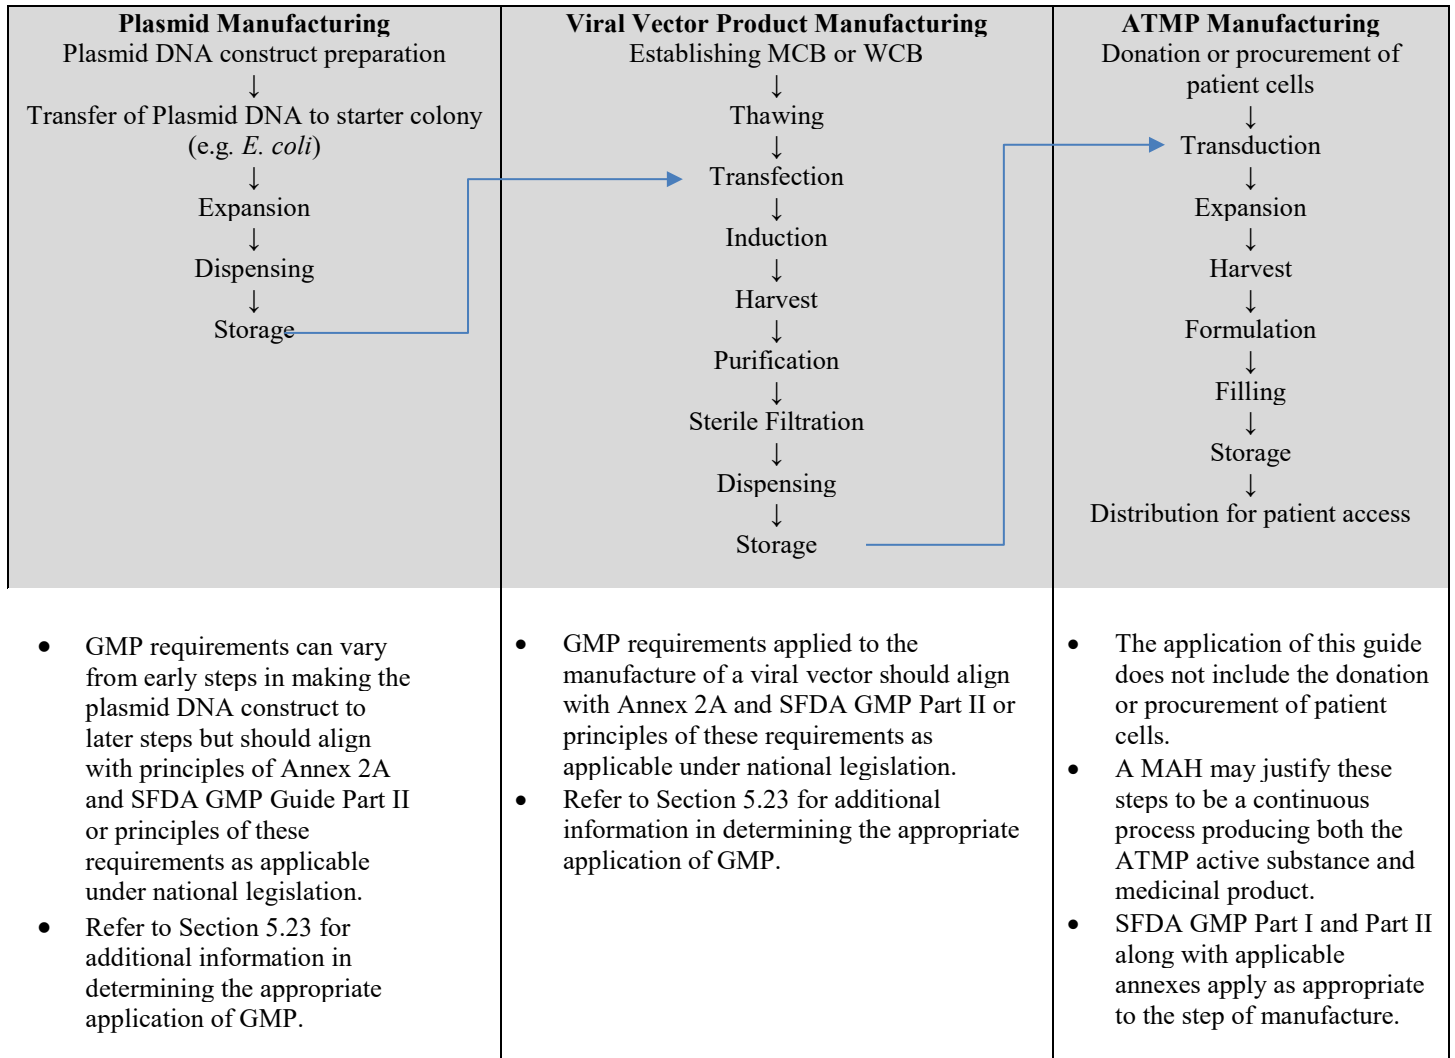 Plasmid Manufacturing
Plasmid DNA construct preparation
↓
Transfer of Plasmid DNA to starter colony
(e.g. E. coli)
↓
Expansion
↓
Dispensing
↓
Storage
Viral Vector Product Manufacturing
Establishing MCB or WCB
↓
Thawing
↓
Transfection
↓
Induction
↓
Harvest
↓
Purification
↓
Sterile Filtration
↓
Dispensing
↓
Storage
ATMP Manufacturing
Donation or procurement of
patient cells
↓
Transduction
↓
Expansion
↓
Harvest
↓
Formulation
↓
Filling
↓
Storage
↓
Distribution for patient access
• GMP requirements can vary
from early steps in making the
plasmid DNA construct to
later steps but should align
with principles of Annex 2A
and SFDA GMP Guide Part II
or principles of these
requirements as applicable
under national legislation.
• Refer to Section 5.23 for
additional information in
determining the appropriate
application of GMP.
• GMP requirements applied to the
manufacture of a viral vector should align
with Annex 2A and SFDA GMP Part II or
principles of these requirements as
applicable under national legislation.
• Refer to Section 5.23 for additional
information in determining the appropriate
application of GMP.
• The application of this guide
does not include the donation
or procurement of patient
cells.
• A MAH may justify these
steps to be a continuous
process producing both the
ATMP active substance and
medicinal product.
• SFDA GMP Part I and Part II
along with applicable
annexes apply as appropriate
to the step of manufacture.